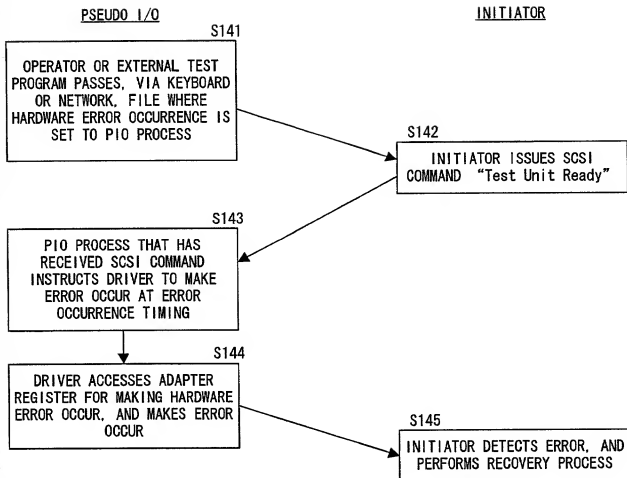 PSEUDO I/O
INITIATOR
S141
OPERATOR OR EXTERNAL TEST
PROGRAM PASSES, VIA KEYBOARD
OR NETWORK, FILE WHERE
HARDWARE ERROR OCCURRENCE IS
SET TO PIO PROCESS
S142
INITIATOR ISSUES SCSI
COMMAND “Test Unit Ready”
S143
PIO PROCESS THAT HAS
RECEIVED SCSI COMMAND
INSTRUCTS DRIVER TO MAKE
ERROR OCCUR AT ERROR
OCCURRENCE TIMING
S144
DRIVER ACCESSES ADAPTER
REGISTER FOR MAKING HARDWARE
ERROR OCCUR, AND MAKES ERROR
OCCUR
S145
INITIATOR DETECTS ERROR, AND
PERFORMS RECOVERY PROCESS